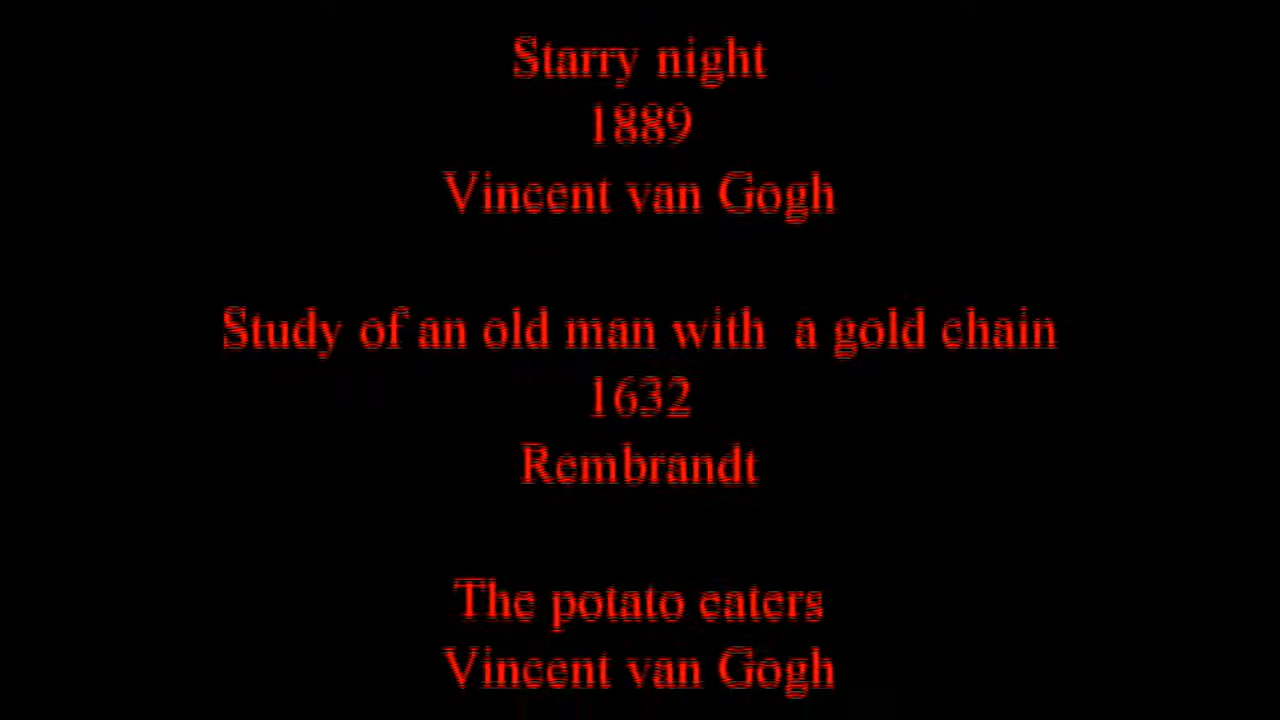 Starry night
1889
Vincent van Gogh
Study of an old man with  a gold chain
1632
Rembrandt
The potato eaters
Vincent van Gogh